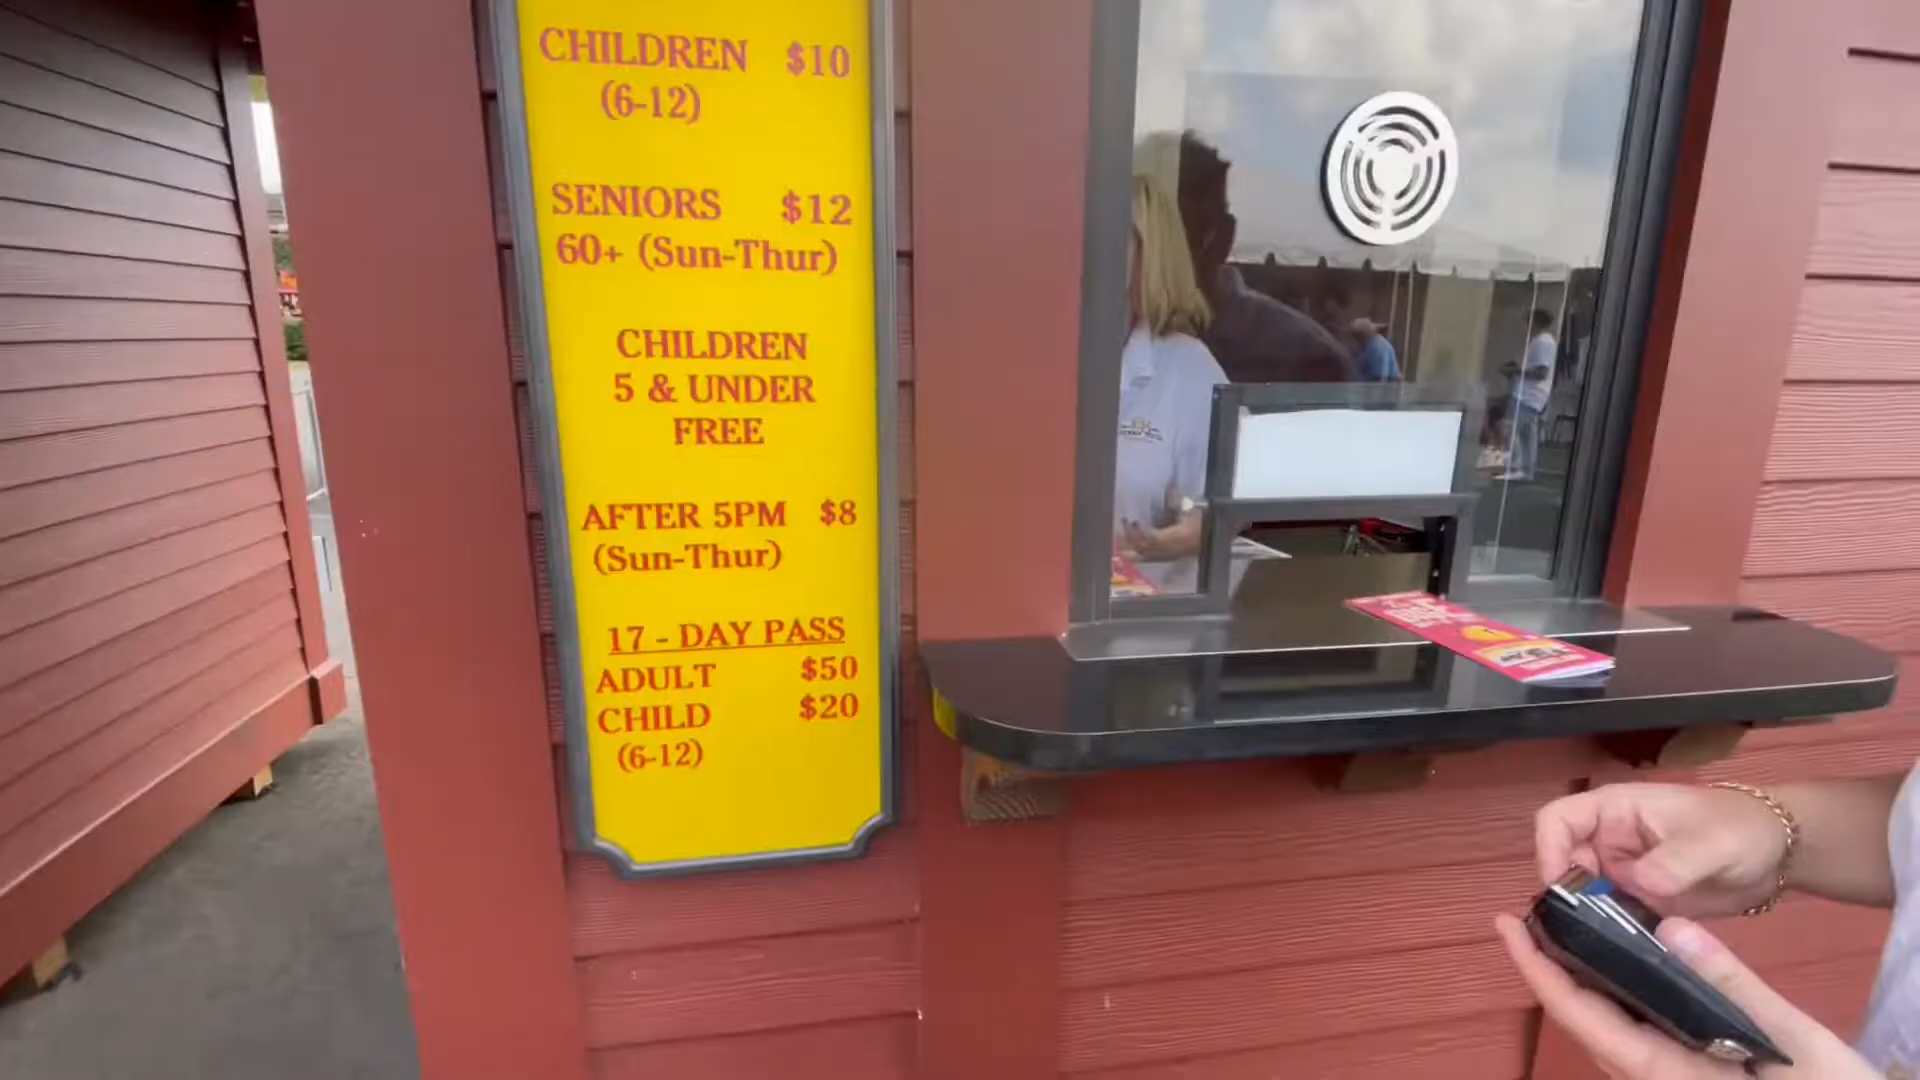 CHILDREN $10
(6-12)
SENIORS $12
60+ (Sun-Thur)
CHILDREN
5 & UNDER
FREE
AFTER 5PM $8
(Sun-Thur)
17 - DAY PASS
ADULT $50
CHILD $20
(6-12)